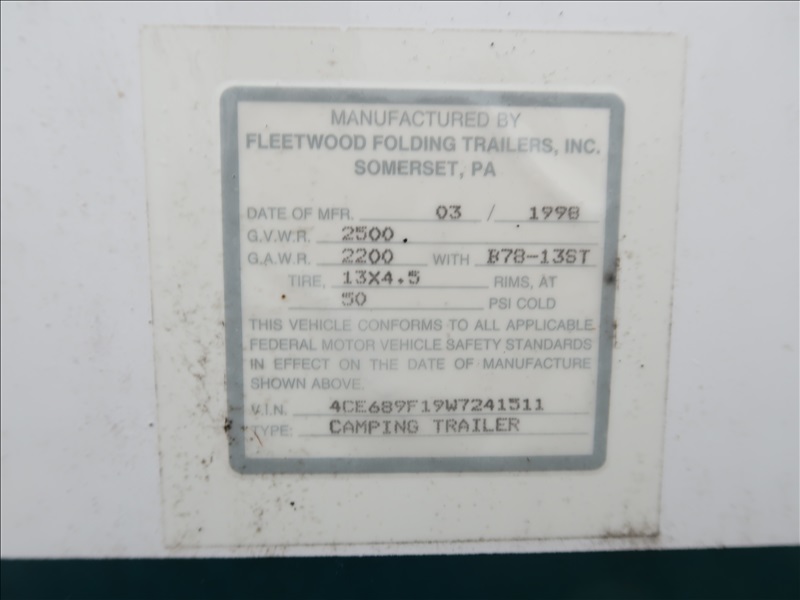 MANUFACTURED BY
FLEETWOOD FOLDING TRAILERS, INC.
SOMERSET, PA
DATE OF MFR. 03 / 1998
G.V.W.R. 2500
G.A.W.R. 2200 WITH B78-13ST
TIRE, 13X4.5 RIMS, AT
50 PSI COLD
THIS VEHICLE CONFORMS TO ALL APPLICABLE
FEDERAL MOTOR VEHICLE SAFETY STANDARDS
IN EFFECT ON THE DATE OF MANUFACTURE
SHOWN ABOVE.
V.I.N. 4CE689F19W7241511
TYPE: CAMPING TRAILER